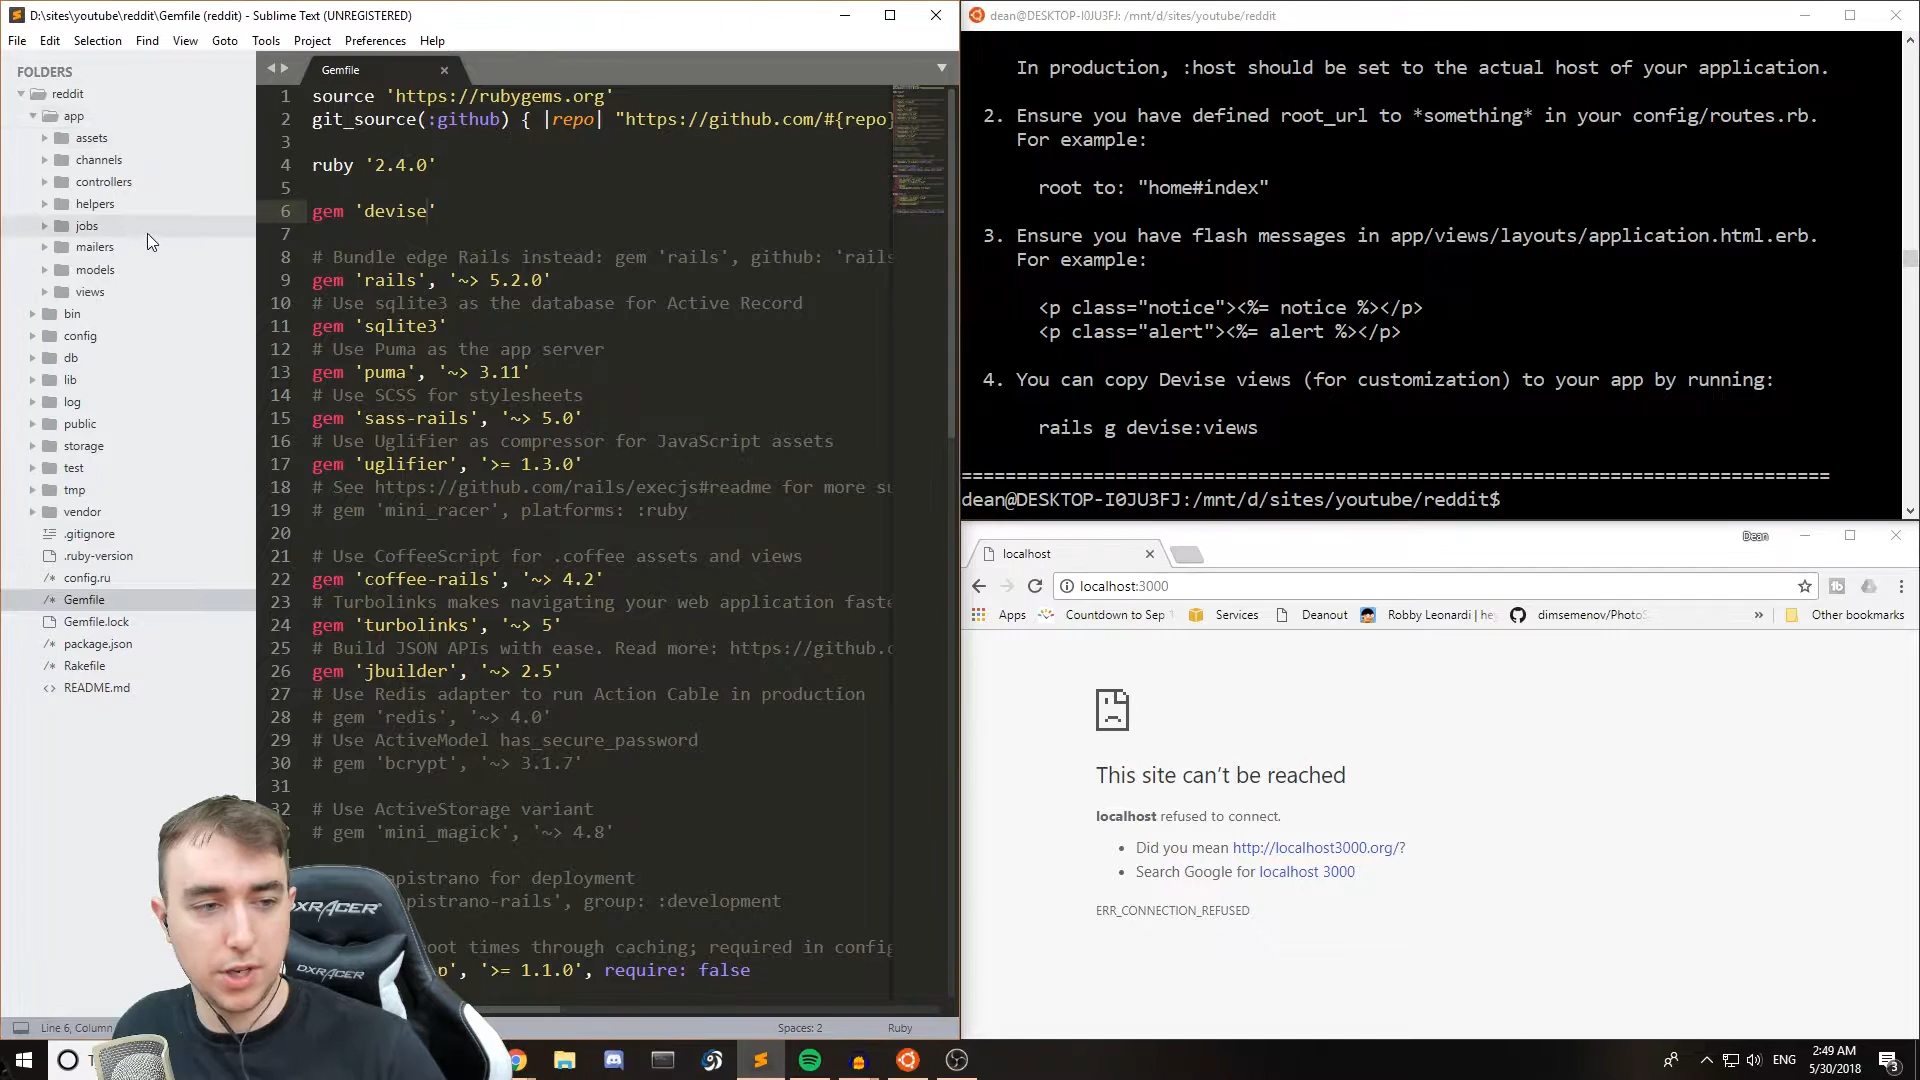 D:\sites\youtube\reddit\Gemfile (reddit) - Sublime Text (UNREGISTERED)
File Edit Selection Find View Goto Tools Project Preferences Help
FOLDERS
reddit
app
assets
channels
controllers
helpers
jobs
mailers
models
views
bin
config
db
lib
log
public
storage
test
tmp
vendor
.gitignore
.ruby-version
config.ru
Gemfile
Gemfile.lock
package.json
Rakefile
README.md
Gemfile
1 source 'https://rubygems.org'
2 git_source(:github) { |repo| "https://github.com/#{repo}
3
4 ruby '2.4.0'
5
6 gem 'devise'
7
8 # Bundle edge Rails instead: gem 'rails', github: 'rails
9 gem 'rails', '~> 5.2.0'
10 # Use sqlite3 as the database for Active Record
11 gem 'sqlite3'
12 # Use Puma as the app server
13 gem 'puma', '~> 3.11'
14 # Use SCSS for stylesheets
15 gem 'sass-rails', '~> 5.0'
16 # Use Uglifier as compressor for JavaScript assets
17 gem 'uglifier', '>= 1.3.0'
18 # See https://github.com/rails/execjs#readme for more su
19 # gem 'mini_racer', platforms: :ruby
20
21 # Use CoffeeScript for .coffee assets and views
22 gem 'coffee-rails', '~> 4.2'
23 # Turbolinks makes navigating your web application faste
24 gem 'turbolinks', '~> 5'
25 # Build JSON APIs with ease. Read more: https://github.c
26 gem 'jbuilder', '~> 2.5'
27 # Use Redis adapter to run Action Cable in production
28 # gem 'redis', '~> 4.0'
29 # Use ActiveModel has_secure_password
30 # gem 'bcrypt', '~> 3.1.7'
31
32 # Use ActiveStorage variant
# gem 'mini_magick', '~> 4.8'
apistrano for deployment
pistrano-rails', group: :development
oot times through caching; required in config
p', '>= 1.1.0', require: false
Line 6, Column
Spaces: 2
Ruby
dean@DESKTOP-I0JU3FJ: /mnt/d/sites/youtube/reddit
In production, :host should be set to the actual host of your application.
2. Ensure you have defined root_url to *something* in your config/routes.rb.
For example:
root to: "home#index"
3. Ensure you have flash messages in app/views/layouts/application.html.erb.
For example:
<p class="notice"><%= notice %></p>
<p class="alert"><%= alert %></p>
4. You can copy Devise views (for customization) to your app by running:
rails g devise:views
===============================================================================
dean@DESKTOP-I0JU3FJ:/mnt/d/sites/youtube/reddit$
Dean
localhost
localhost:3000
Apps Countdown to Sep Services Deanout Robby Leonardi | he dimsemenov/PhotoS » Other bookmarks
This site can't be reached
localhost refused to connect.
• Did you mean http://localhost3000.org/?
• Search Google for localhost 3000
ERR_CONNECTION_REFUSED
DXRACER
DXRACER
T
ENG
2:49 AM
5/30/2018
3